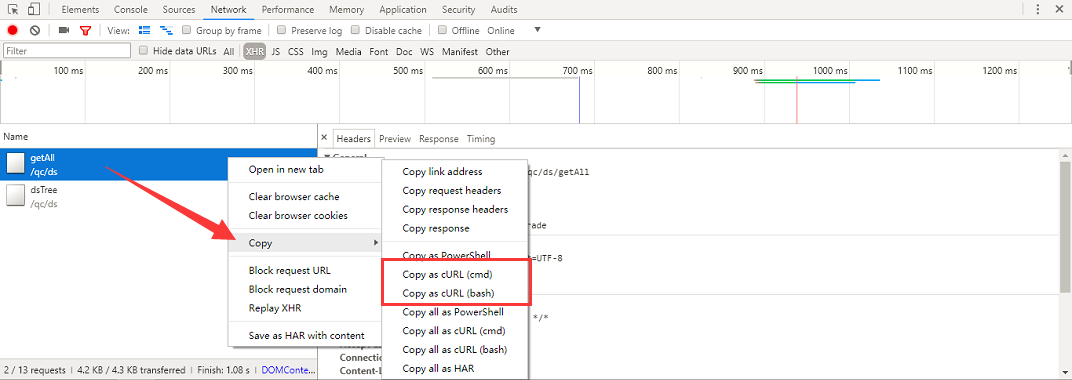 Elements Console Sources Network Performance Memory Application Security Audits
View: Group by frame Preserve log Disable cache Offline Online
Filter Hide data URLs All XHR JS CSS Img Media Font Doc WS Manifest Other
100 ms 200 ms 300 ms 400 ms 500 ms 600 ms 700 ms 800 ms 900 ms 1000 ms 1100 ms 1200 ms
Name
getAll
/qc/ds
dsTree
/qc/ds
Open in new tab
Clear browser cache
Clear browser cookies
Copy
Block request URL
Block request domain
Replay XHR
Save as HAR with content
Copy link address
Copy request headers
Copy response headers
Copy response
Copy as PowerShell
Copy as cURL (cmd)
Copy as cURL (bash)
Copy all as PowerShell
Copy all as cURL (cmd)
Copy all as cURL (bash)
Copy all as HAR
× Headers Preview Response Timing
General
qc/ds/getAll
ade
=UTF-8
*/*
Connection
Content-L
2 / 13 requests | 4.2 KB / 4.3 KB transferred | Finish: 1.08 s | DOMConte...